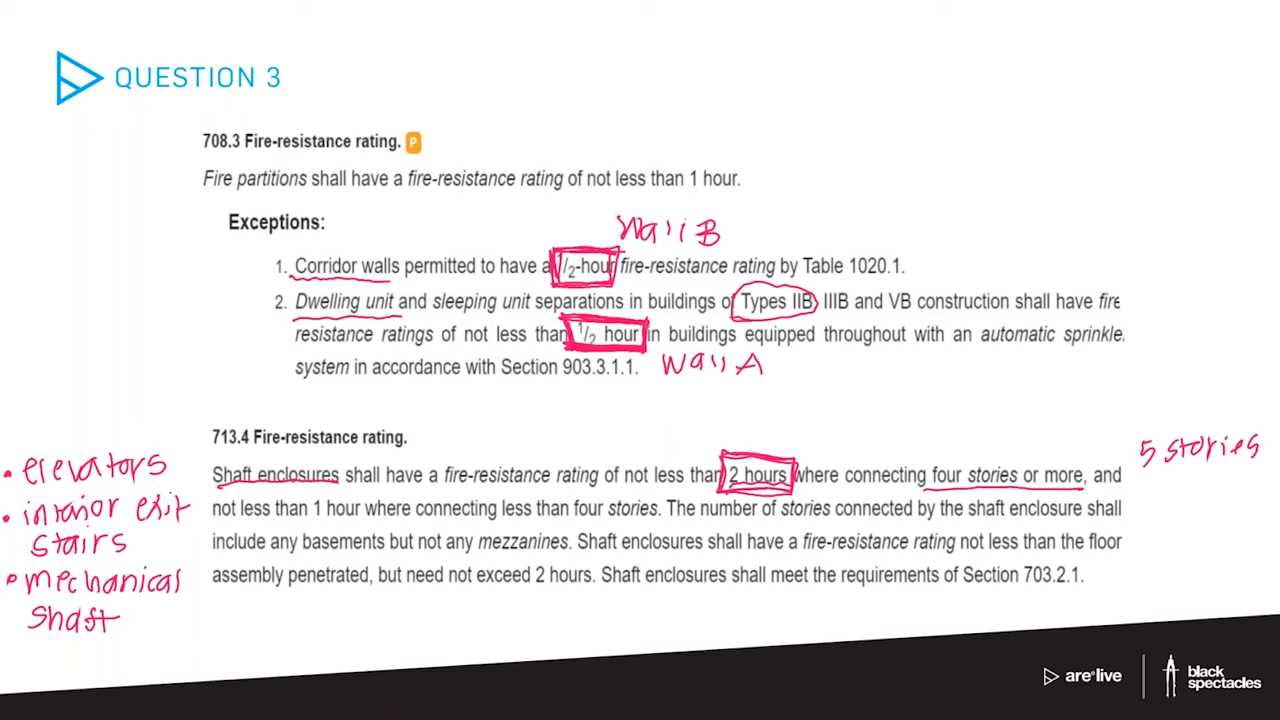 QUESTION 3
708.3 Fire-resistance rating. P
Fire partitions shall have a fire-resistance rating of not less than 1 hour.
Exceptions:
Wall B
1. Corridor walls permitted to have a 1/2-hour fire-resistance rating by Table 1020.1.
2. Dwelling unit and sleeping unit separations in buildings of Types IIB, IIIB and VB construction shall have fire
resistance ratings of not less than 1/2 hour in buildings equipped throughout with an automatic sprinkle
system in accordance with Section 903.3.1.1.
Wall A
713.4 Fire-resistance rating.
Shaft enclosures shall have a fire-resistance rating of not less than 2 hours where connecting four stories or more, and
not less than 1 hour where connecting less than four stories. The number of stories connected by the shaft enclosure shall
include any basements but not any mezzanines. Shaft enclosures shall have a fire-resistance rating not less than the floor
assembly penetrated, but need not exceed 2 hours. Shaft enclosures shall meet the requirements of Section 703.2.1.
5 stories
• elevators
• interior exit
stairs
• mechanical
shaft
are live
black
spectacles